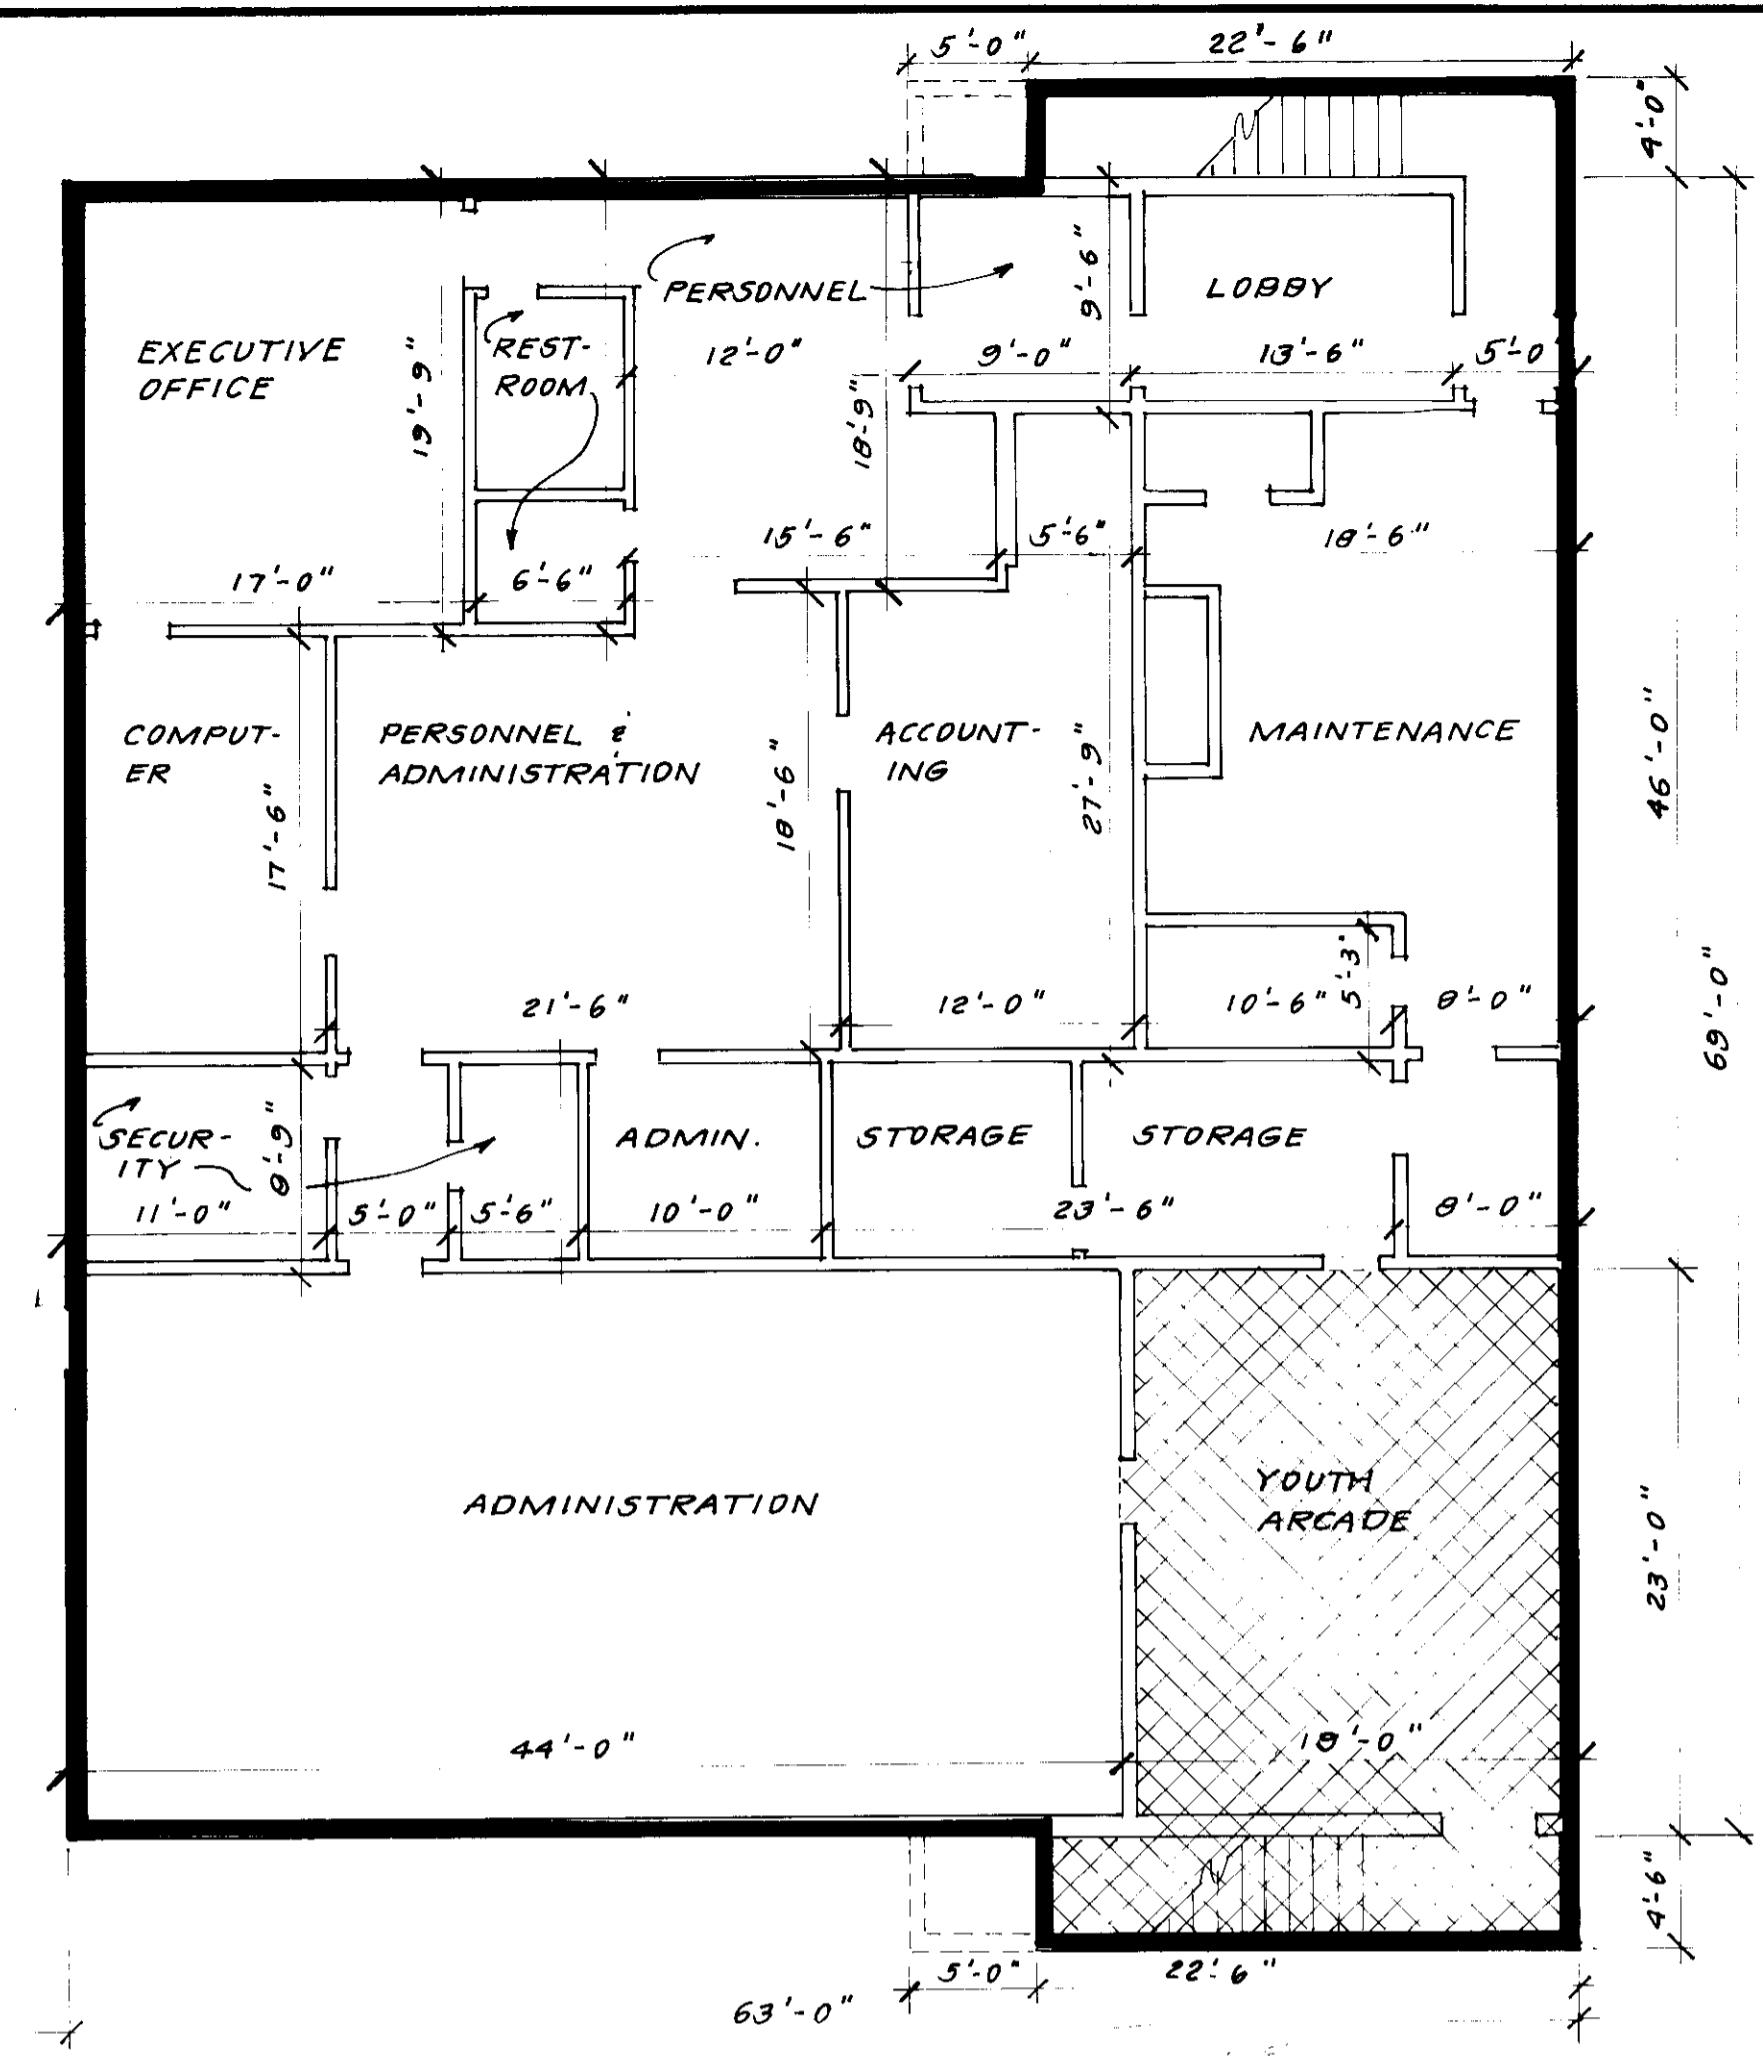 5'-0"
22'-6"
4'-0"
PERSONNEL
9'-6"
LOBBY
EXECUTIVE
OFFICE
19'-9"
REST-
ROOM
12'-0"
9'-0"
13'-6"
5'-0
18'-9"
15'-6"
5'-6"
18'-6"
17'-0"
6'-6"
COMPUT-
ER
PERSONNEL &
ADMINISTRATION
ACCOUNT-
ING
MAINTENANCE
46'-0"
17'-6"
18'-6"
27'-9"
69'-0"
21'-6"
12'-0"
10'-6"
5'-3"
8'-0"
SECUR-
ITY
8'-9"
ADMIN.
STORAGE
STORAGE
11'-0"
5'-0"
5'-6"
10'-0"
23'-6"
8'-0"
ADMINISTRATION
YOUTH
ARCADE
23'-0"
44'-0"
18'-0"
4'-6"
5'-0"
22'-6"
63'-0"